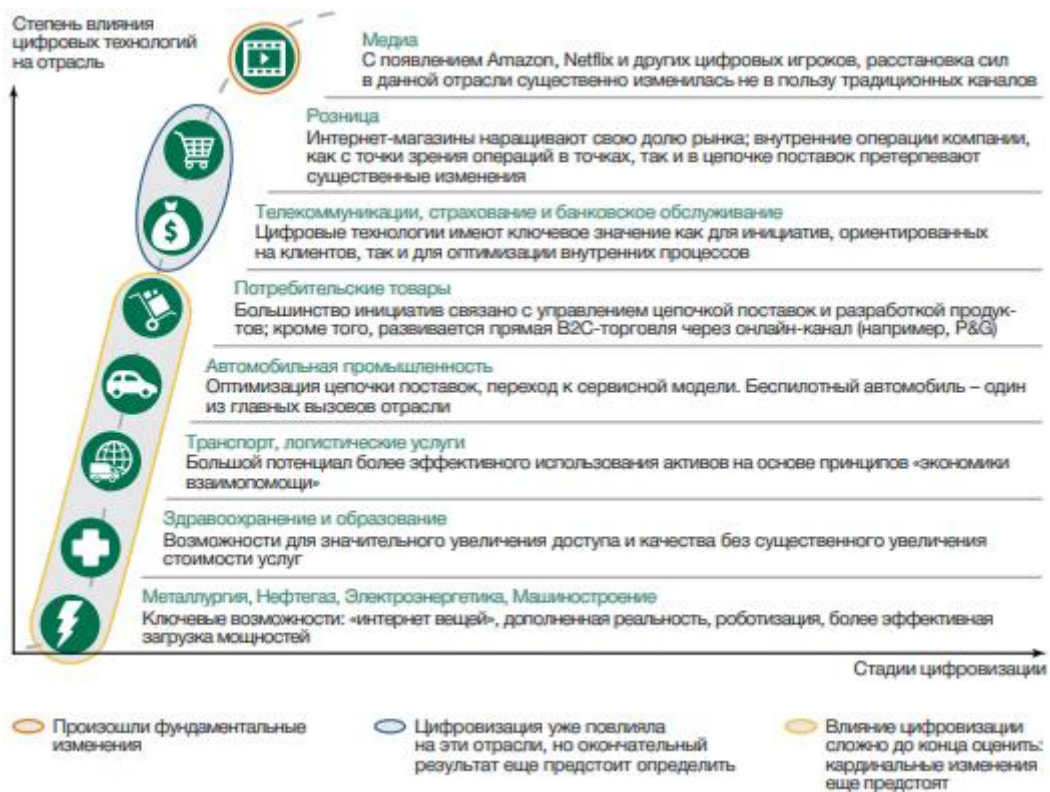 Степень влияния
цифровых технологий
на отрасль
Медиа
С появлением Amazon, Netflix и других цифровых игроков, расстановка сил
в данной отрасли существенно изменилась не в пользу традиционных каналов
Розница
Интернет-магазины наращивают свою долю рынка; внутренние операции компании,
как с точки зрения операций в точках, так и в цепочке поставок претерпевают
существенные изменения
Телекоммуникации, страхование и банковское обслуживание
Цифровые технологии имеют ключевое значение как для инициатив, ориентированных
на клиентов, так и для оптимизации внутренних процессов
Потребительские товары
Большинство инициатив связано с управлением цепочкой поставок и разработкой продук-
тов; кроме того, развивается прямая B2C-торговля через онлайн-канал (например, P&G)
Автомобильная промышленность
Оптимизация цепочки поставок, переход к сервисной модели. Беспилотный автомобиль – один
из главных вызовов отрасли
Транспорт, логистические услуги
Большой потенциал более эффективного использования активов на основе принципов «экономики
взаимопомощи»
Здравоохранение и образование
Возможности для значительного увеличения доступа и качества без существенного увеличения
стоимости услуг
Металлургия, Нефтегаз, Электроэнергетика, Машиностроение
Ключевые возможности: «интернет вещей», дополненная реальность, роботизация, более эффективная
загрузка мощностей
Стадии цифровизации
Произошли фундаментальные
изменения
Цифровизация уже повлияла
на эти отрасли, но окончательный
результат еще предстоит определить
Влияние цифровизации
сложно до конца оценить:
кардинальные изменения
еще предстоят